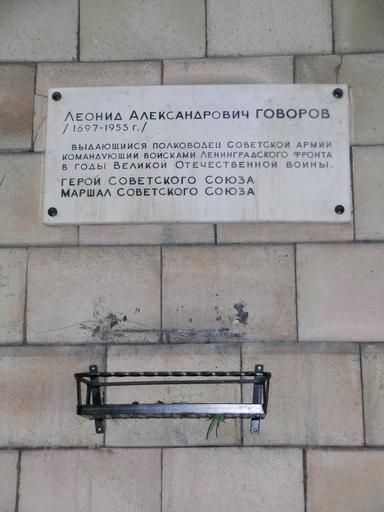 Леонид Александрович ГОВОРОВ
/1897-1955 г./
ВЫДАЮЩИЙСЯ ПОЛКОВОДЕЦ СОВЕТСКОЙ АРМИИ
КОМАНДУЮЩИЙ ВОЙСКАМИ ЛЕНИНГРАДСКОГО ФРОНТА
В ГОДЫ ВЕЛИКОЙ ОТЕЧЕСТВЕННОЙ ВОЙНЫ.
ГЕРОЙ СОВЕТСКОГО СОЮЗА
МАРШАЛ СОВЕТСКОГО СОЮЗА